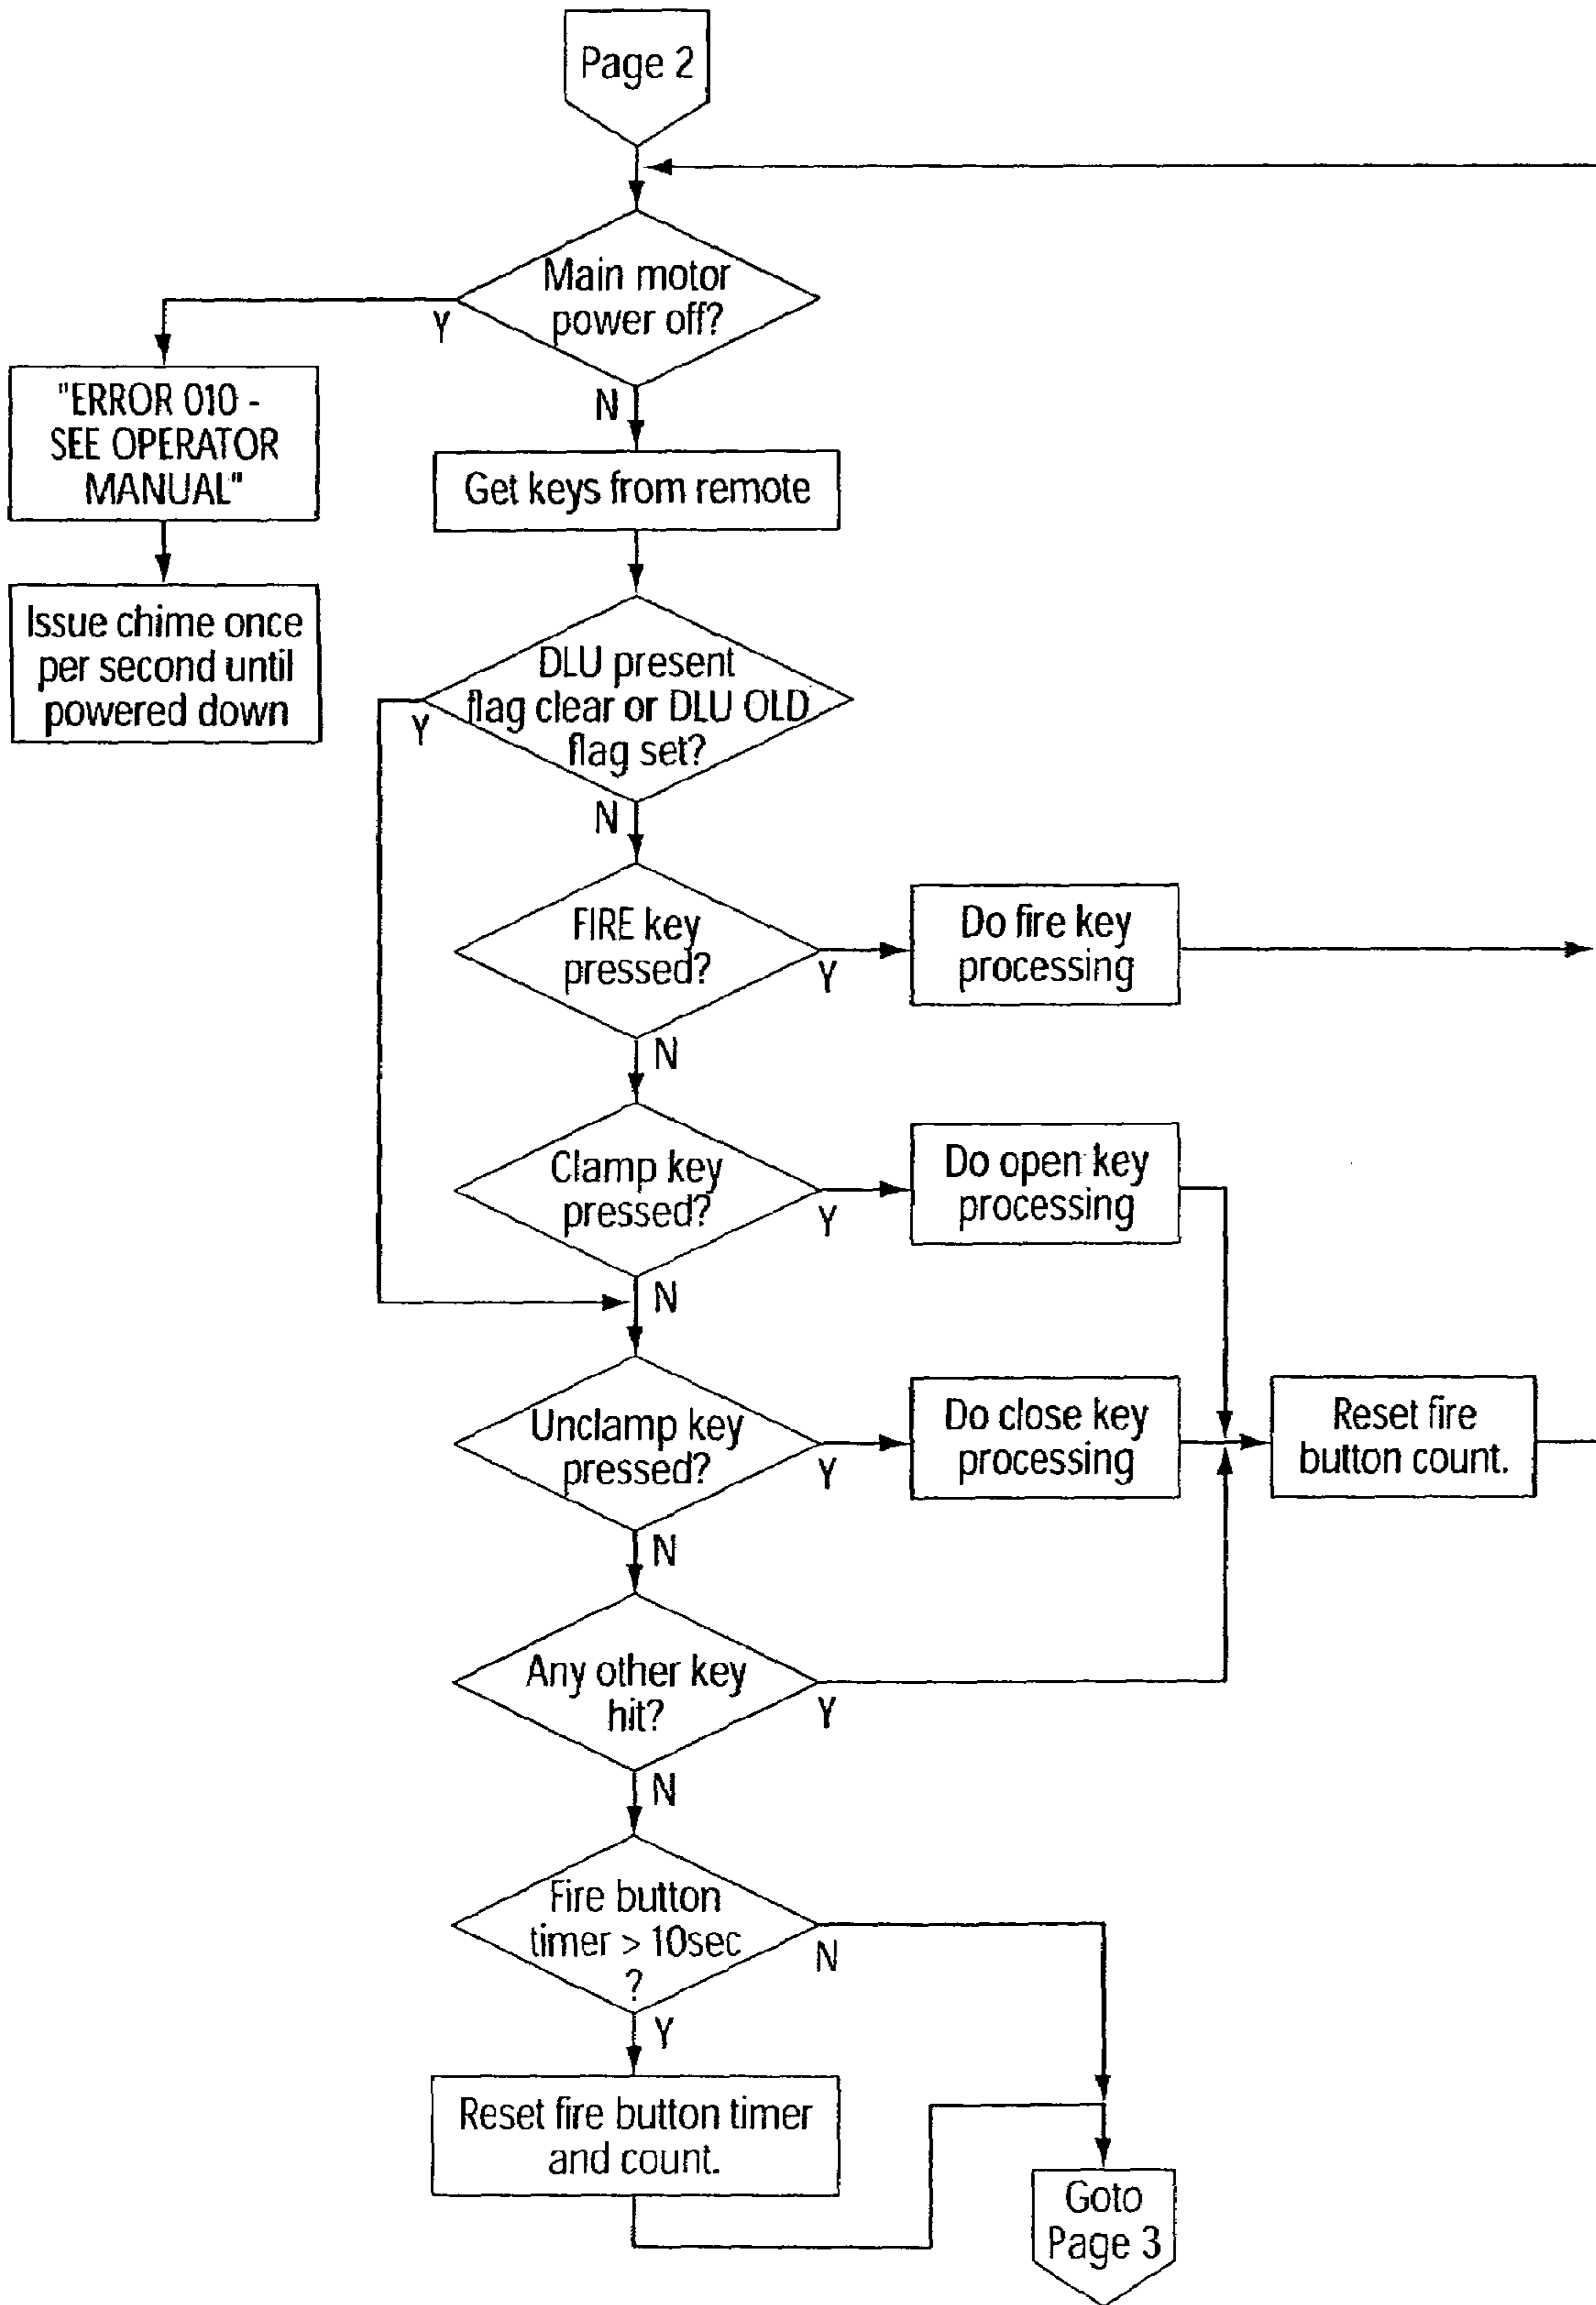 Page 2
Main motor
power off?
Y
N
"ERROR 010 -
SEE OPERATOR
MANUAL"
Get keys from remote
Issue chime once
per second until
powered down
DLU present
flag clear or DLU OLD
flag set?
Y
N
FIRE key
pressed?
Y
Do fire key
processing
N
Clamp key
pressed?
Y
Do open key
processing
N
Unclamp key
pressed?
Y
Do close key
processing
Reset fire
button count.
N
Any other key
hit?
Y
N
Fire button
timer > 10sec
?
N
Y
Reset fire button timer
and count.
Goto
Page 3